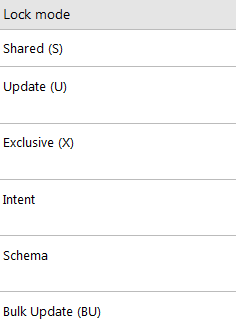 Lock mode
Shared (S)
Update (U)
Exclusive (X)
Intent
Schema
Bulk Update (BU)